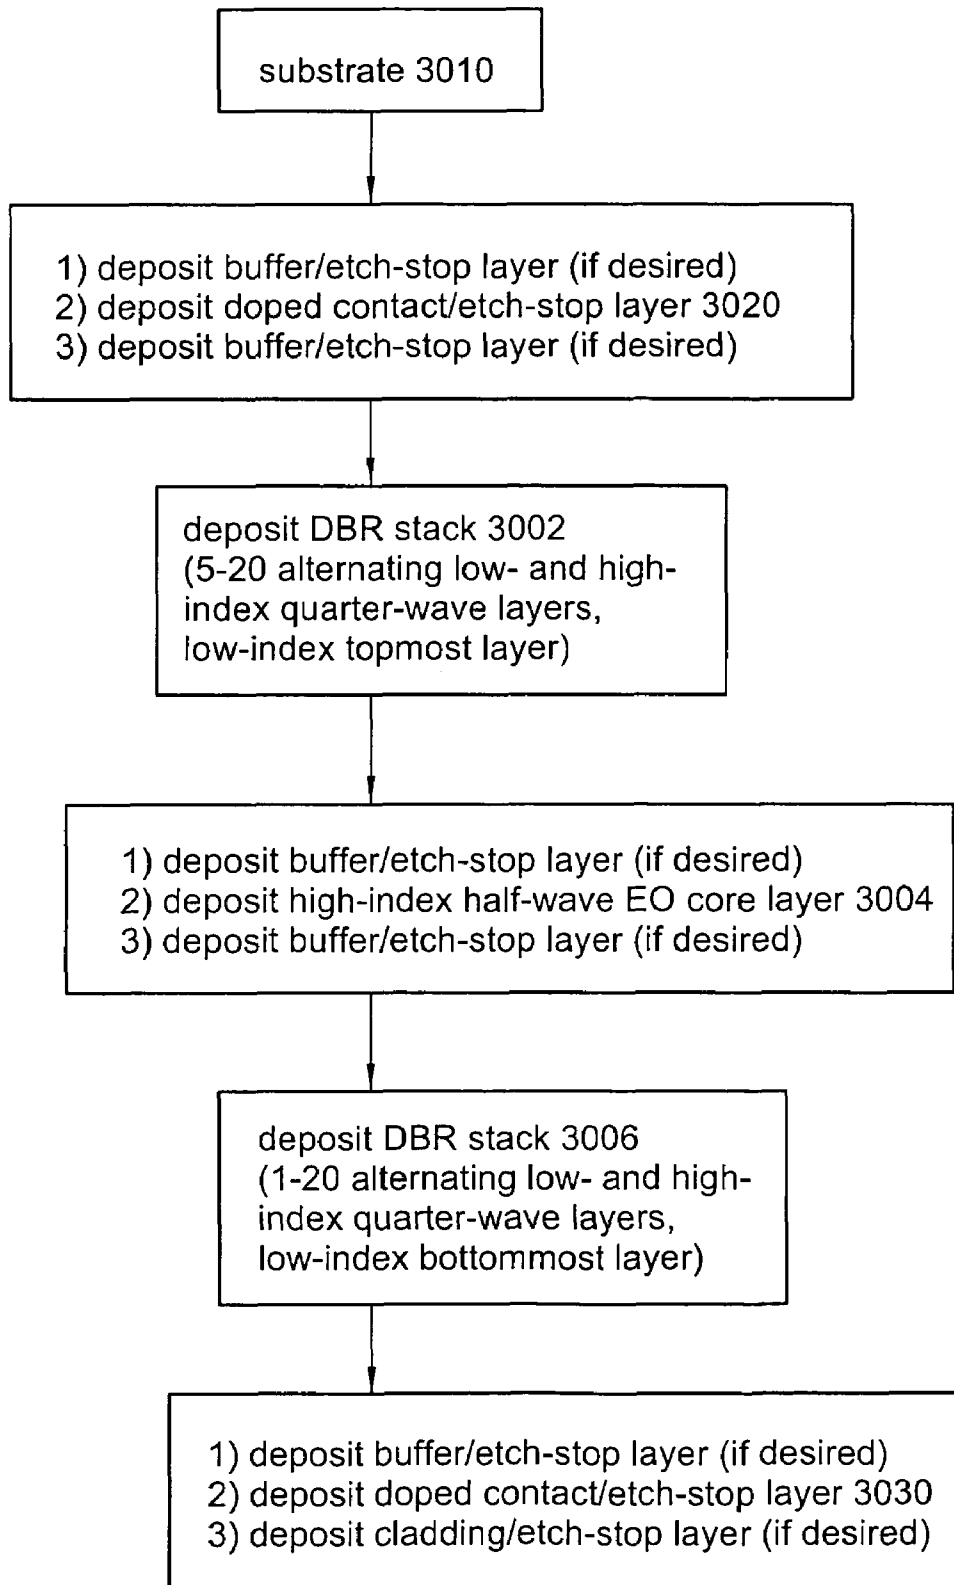 substrate 3010
1) deposit buffer/etch-stop layer (if desired)
2) deposit doped contact/etch-stop layer 3020
3) deposit buffer/etch-stop layer (if desired)
deposit DBR stack 3002
(5-20 alternating low- and high-
index quarter-wave layers,
low-index topmost layer)
1) deposit buffer/etch-stop layer (if desired)
2) deposit high-index half-wave EO core layer 3004
3) deposit buffer/etch-stop layer (if desired)
deposit DBR stack 3006
(1-20 alternating low- and high-
index quarter-wave layers,
low-index bottommost layer)
1) deposit buffer/etch-stop layer (if desired)
2) deposit doped contact/etch-stop layer 3030
3) deposit cladding/etch-stop layer (if desired)